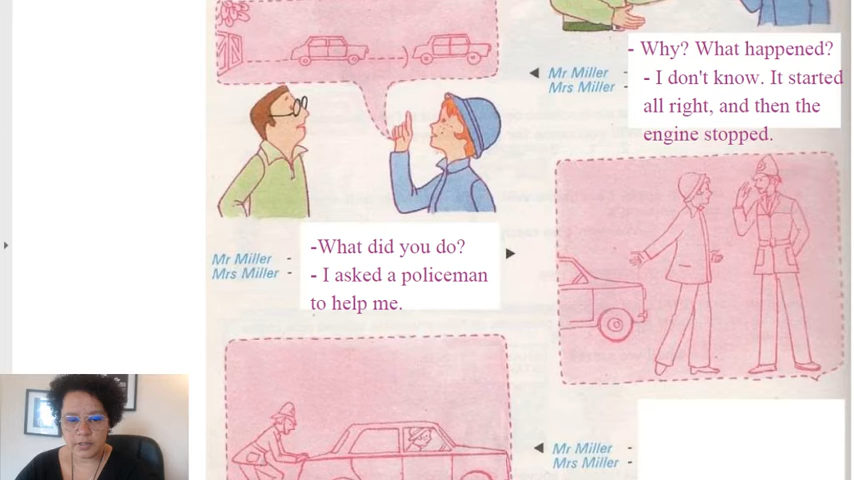 - Why? What happened?
Mr Miller -
Mrs Miller -
- I don't know. It started
all right, and then the
engine stopped.
Mr Miller -
Mrs Miller -
-What did you do?
- I asked a policeman
to help me.
Mr Miller -
Mrs Miller -